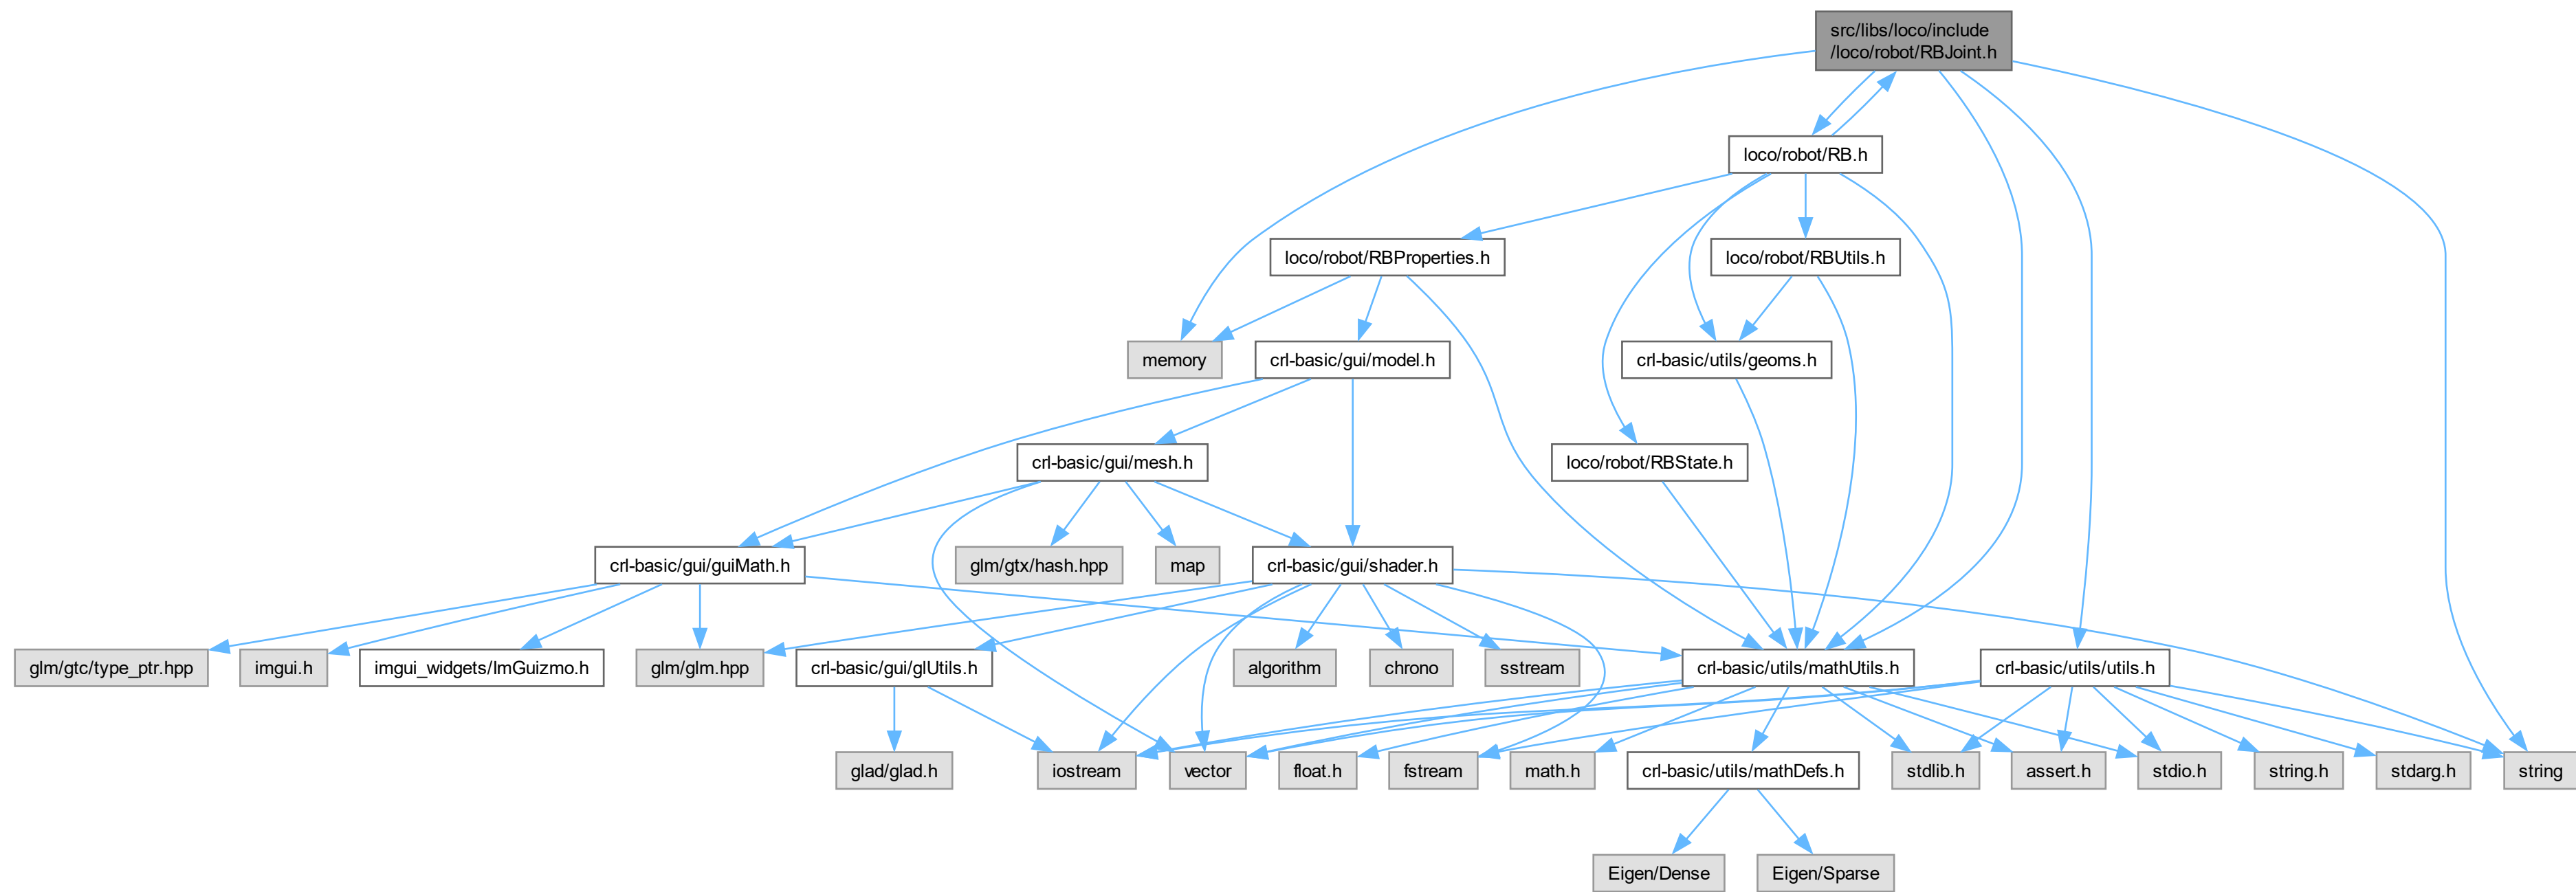 src/libs/loco/include
/loco/robot/RBJoint.h
loco/robot/RB.h
loco/robot/RBProperties.h
loco/robot/RBUtils.h
memory
crl-basic/gui/model.h
crl-basic/utils/geoms.h
crl-basic/gui/mesh.h
loco/robot/RBState.h
crl-basic/gui/guiMath.h
glm/gtx/hash.hpp
map
crl-basic/gui/shader.h
glm/gtc/type_ptr.hpp
imgui.h
imgui_widgets/ImGuizmo.h
glm/glm.hpp
crl-basic/gui/glUtils.h
algorithm
chrono
sstream
crl-basic/utils/mathUtils.h
crl-basic/utils/utils.h
glad/glad.h
iostream
vector
float.h
fstream
math.h
crl-basic/utils/mathDefs.h
stdlib.h
assert.h
stdio.h
string.h
stdarg.h
string
Eigen/Dense
Eigen/Sparse